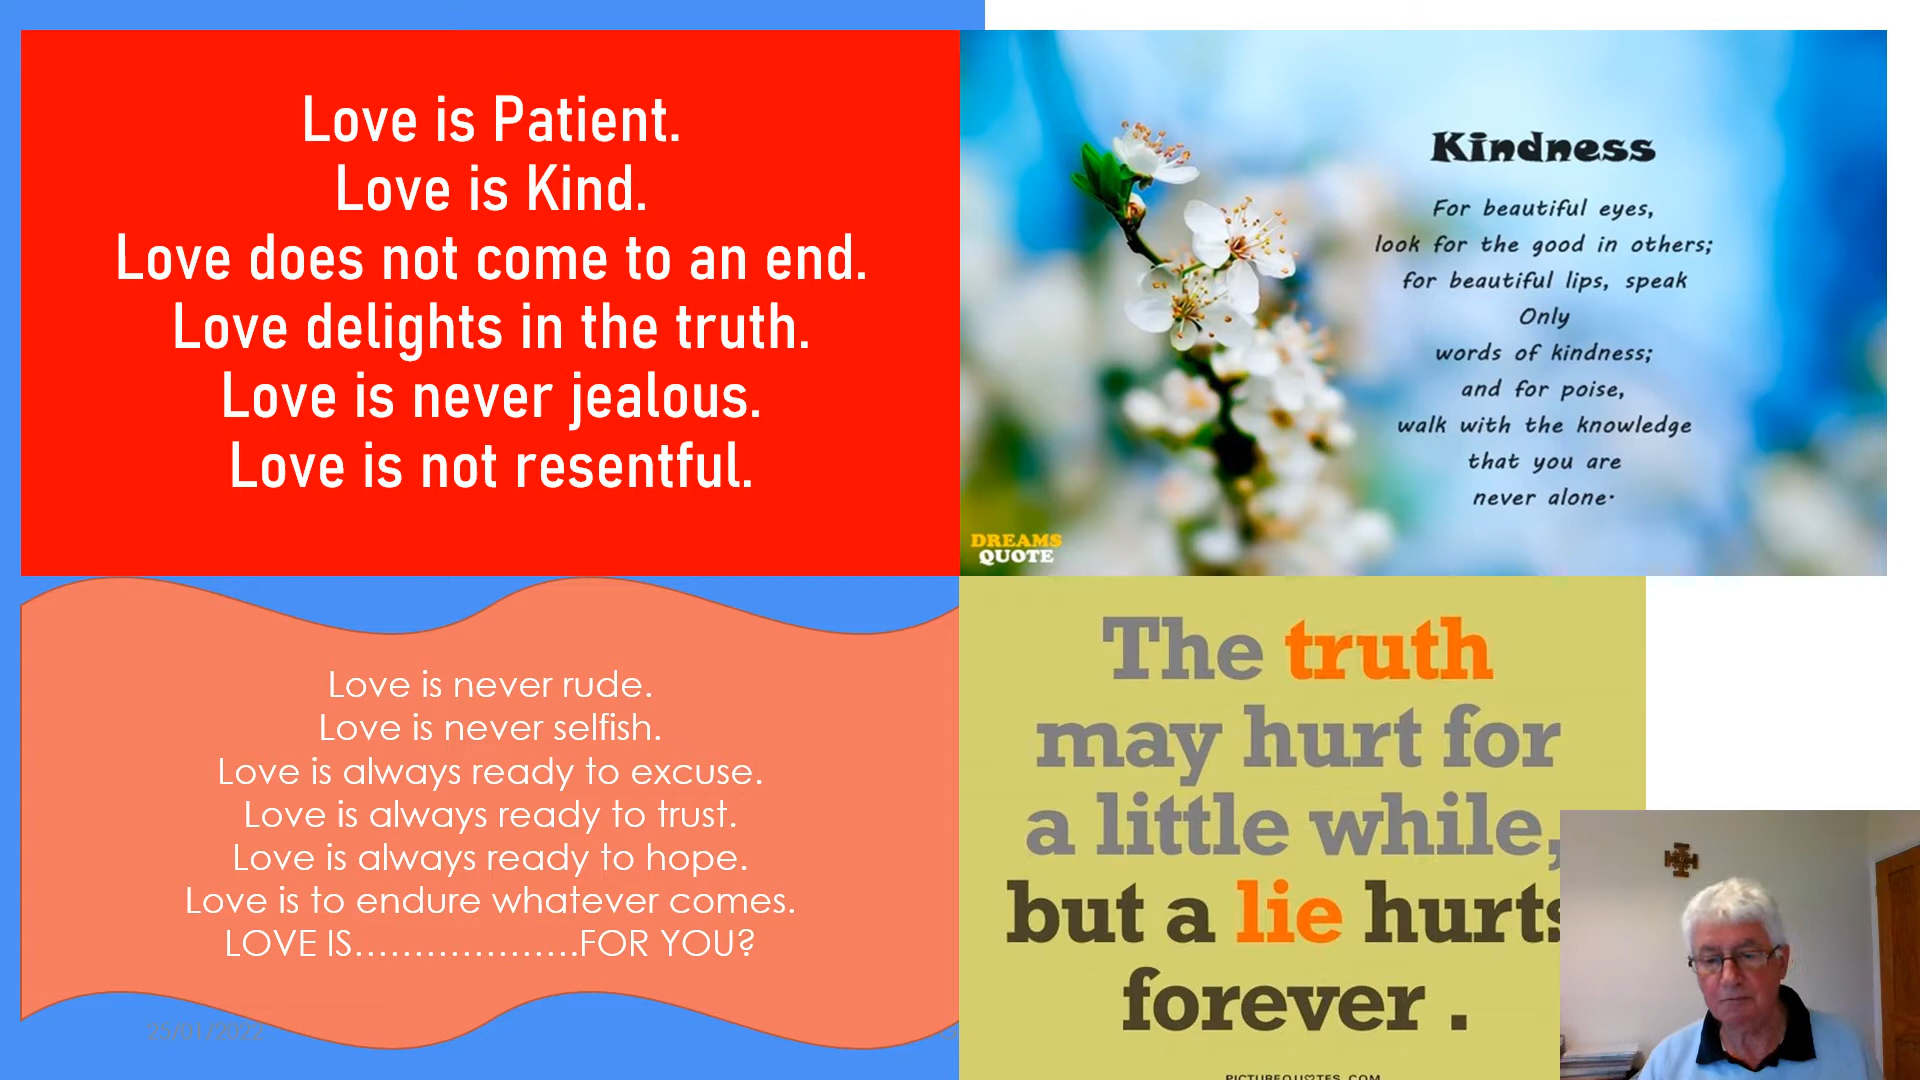 Love is Patient.
Love is Kind.
Love does not come to an end.
Love delights in the truth.
Love is never jealous.
Love is not resentful.
Kindness
For beautiful eyes,
look for the good in others;
for beautiful lips, speak
Only
words of kindness;
and for poise,
walk with the knowledge
that you are
never alone.
DREAMS
QUOTE
Love is never rude.
Love is never selfish.
Love is always ready to excuse.
Love is always ready to trust.
Love is always ready to hope.
Love is to endure whatever comes.
LOVE IS...................FOR YOU?
25/01/2022
The truth
may hurt for
a little while,
but a lie hurts
forever .
PICTUREQUOTES.COM